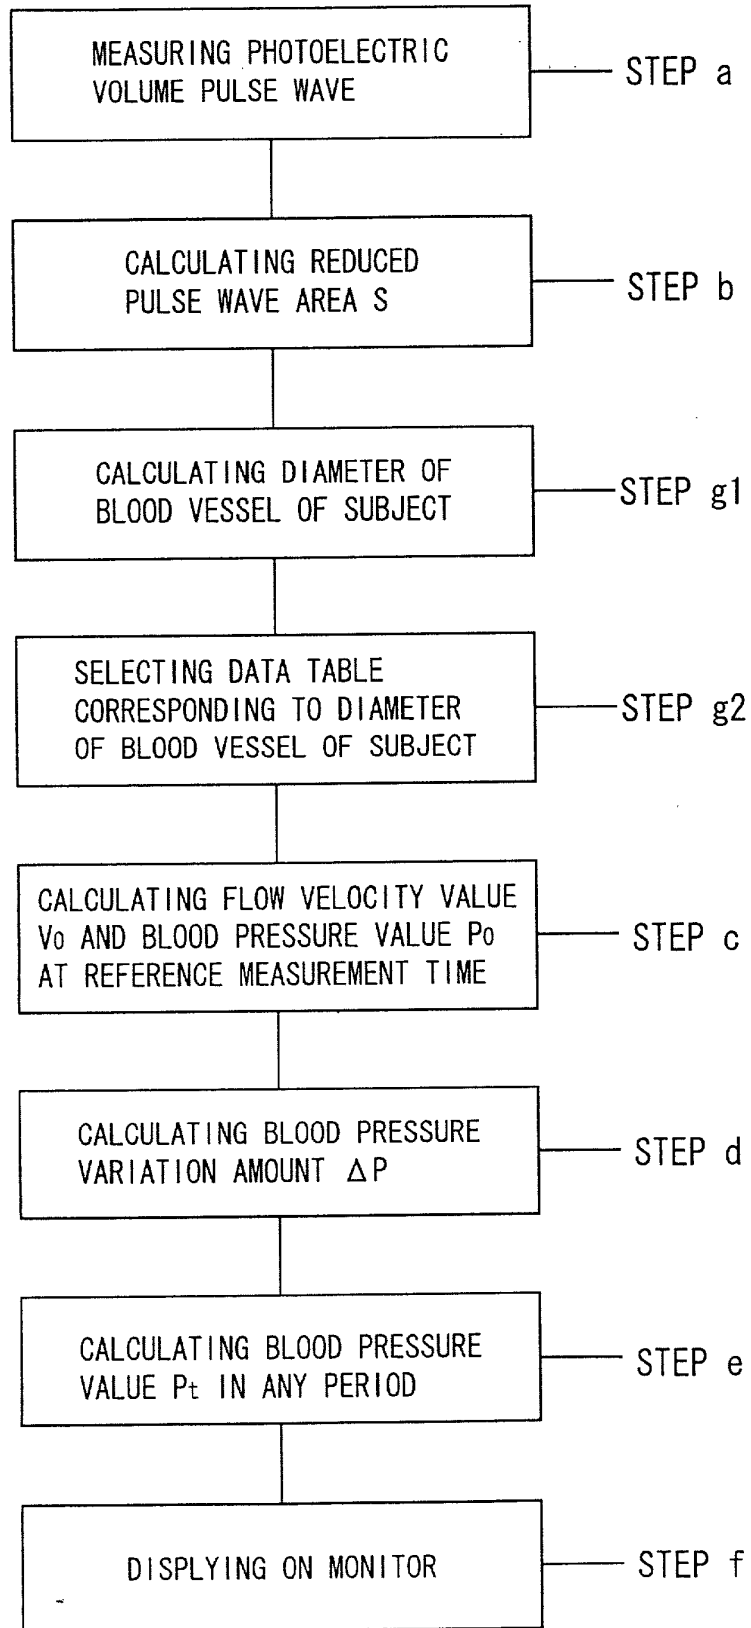 MEASURING PHOTOELECTRIC
VOLUME PULSE WAVE
STEP a
CALCULATING REDUCED
PULSE WAVE AREA S
STEP b
CALCULATING DIAMETER OF
BLOOD VESSEL OF SUBJECT
STEP g1
SELECTING DATA TABLE
CORRESPONDING TO DIAMETER
OF BLOOD VESSEL OF SUBJECT
STEP g2
CALCULATING FLOW VELOCITY VALUE
V0 AND BLOOD PRESSURE VALUE P0
AT REFERENCE MEASUREMENT TIME
STEP c
CALCULATING BLOOD PRESSURE
VARIATION AMOUNT ΔP
STEP d
CALCULATING BLOOD PRESSURE
VALUE Pt IN ANY PERIOD
STEP e
DISPLYING ON MONITOR
STEP f